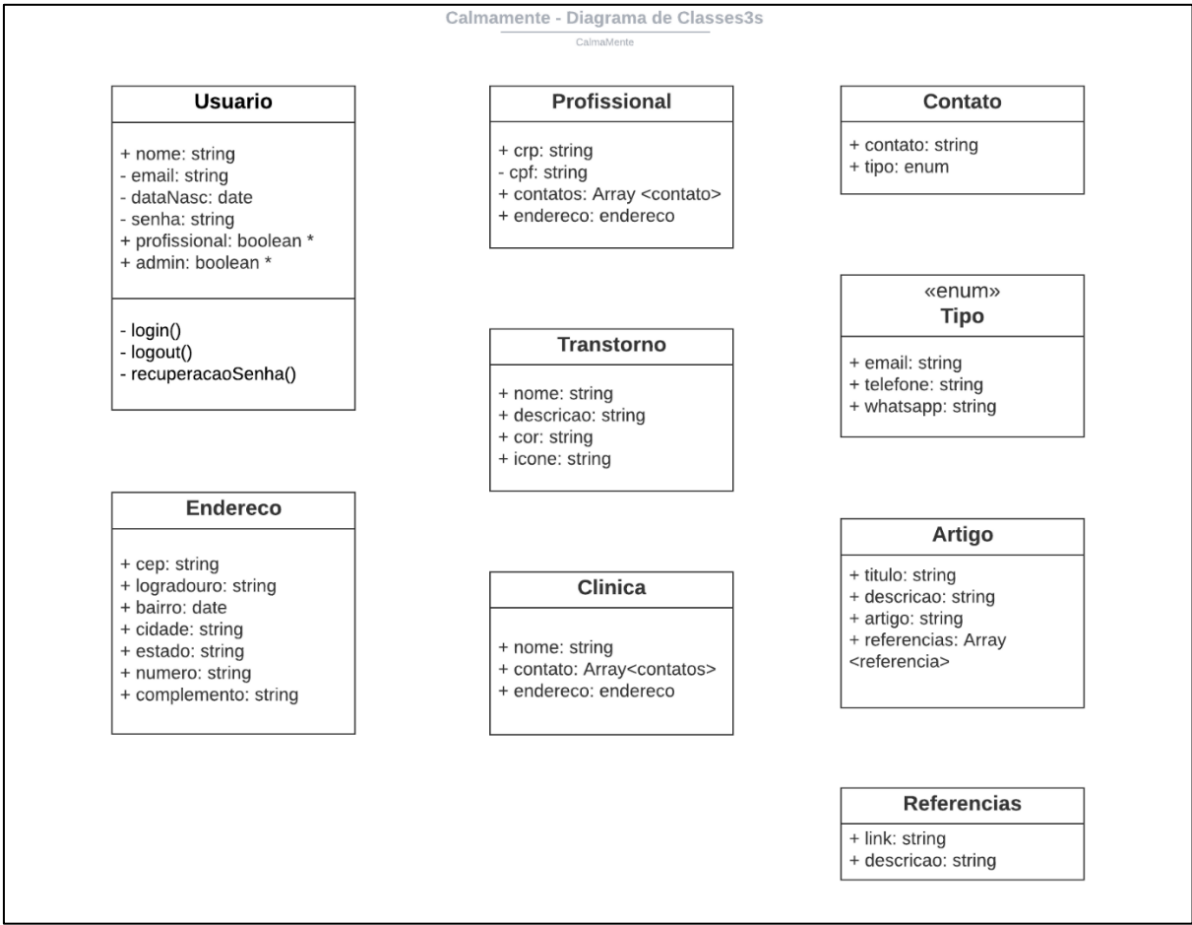 Calmamente - Diagrama de Classes3s
CalmaMente
Usuario
+ nome: string
- email: string
- dataNasc: date
- senha: string
+ profissional: boolean *
+ admin: boolean *
- login()
- logout()
- recuperacaoSenha()
Endereco
+ cep: string
+ logradouro: string
+ bairro: date
+ cidade: string
+ estado: string
+ numero: string
+ complemento: string
Profissional
+ crp: string
- cpf: string
+ contatos: Array <contato>
+ endereco: endereco
Transtorno
+ nome: string
+ descricao: string
+ cor: string
+ icone: string
Clinica
+ nome: string
+ contato: Array<contatos>
+ endereco: endereco
Contato
+ contato: string
+ tipo: enum
«enum»
Tipo
+ email: string
+ telefone: string
+ whatsapp: string
Artigo
+ titulo: string
+ descricao: string
+ artigo: string
+ referencias: Array
<referencia>
Referencias
+ link: string
+ descricao: string